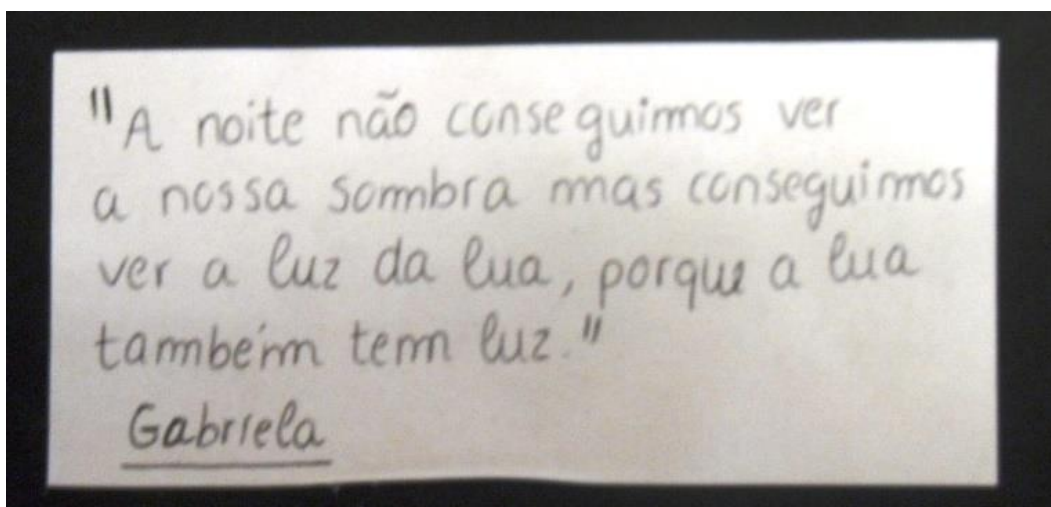 "A noite não conseguimos ver
a nossa sombra mas conseguimos
ver a luz da lua, porque a lua
também tem luz."
Gabriela